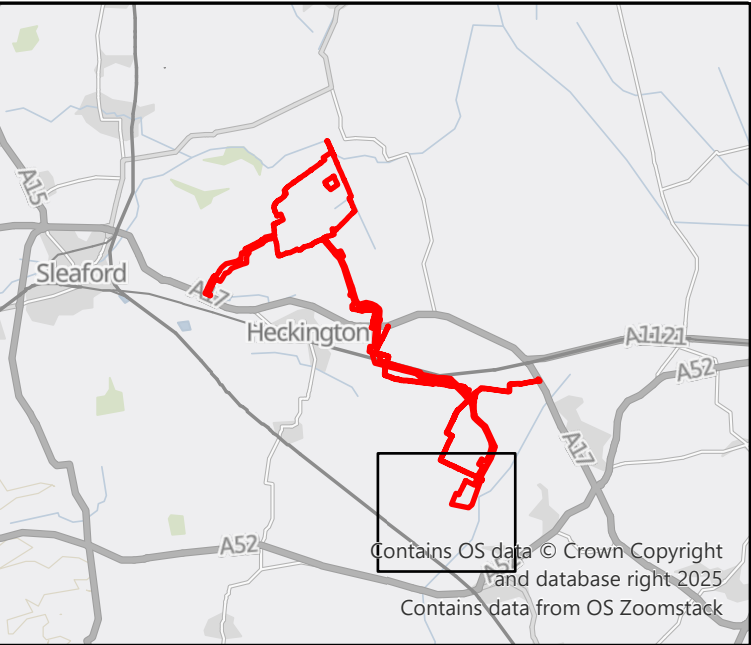 A15
Sleaford
A17
Heckington
A1121
A52
A17
A52
A52
Contains OS data © Crown Copyright
and database right 2025
Contains data from OS Zoomstack